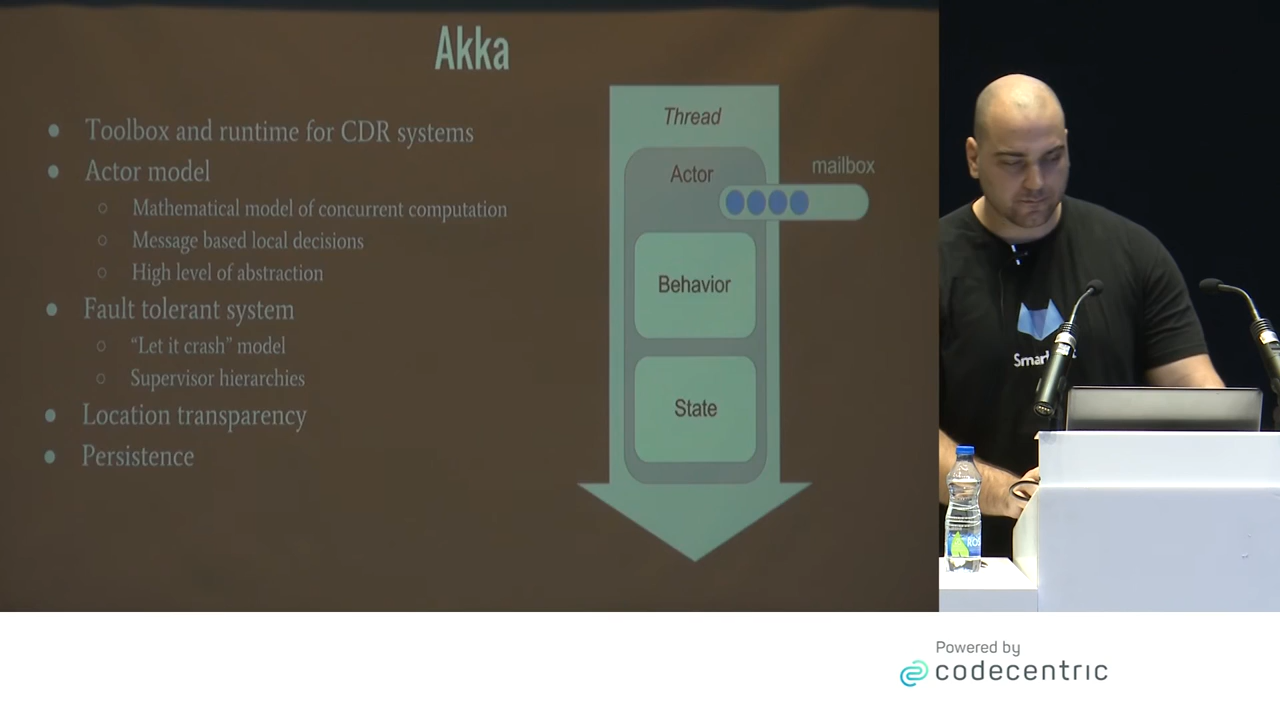 Akka
Toolbox and runtime for CDR systems
Actor model
Mathematical model of concurrent computation
Message based local decisions
High level of abstraction
Fault tolerant system
“Let it crash” model
Supervisor hierarchies
Location transparency
Persistence
Thread
Actor
mailbox
Behavior
State
Powered by
codecentric